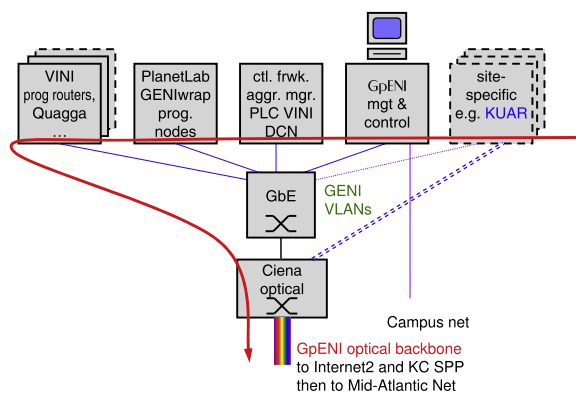 VINI
prog routers,
Quagga
...
PlanetLab
GENIwrap
prog.
nodes
ctl. frwk.
aggr. mgr.
PLC VINI
DCN
GpENI
mgt &
control
site-
specific
e.g. KUAR
GbE
GENI
VLANs
Ciena
optical
Campus net
GpENI optical backbone
to Internet2 and KC SPP
then to Mid-Atlantic Net